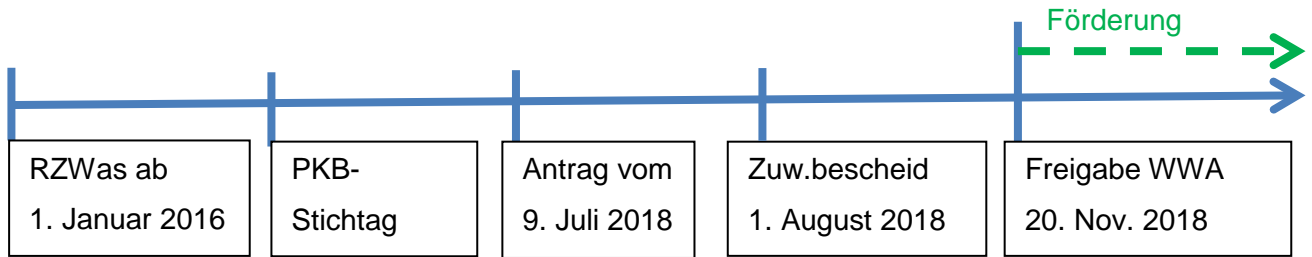 Förderung
RZWas ab
1. Januar 2016
PKB-
Stichtag
Antrag vom
9. Juli 2018
Zuw.bescheid
1. August 2018
Freigabe WWA
20. Nov. 2018